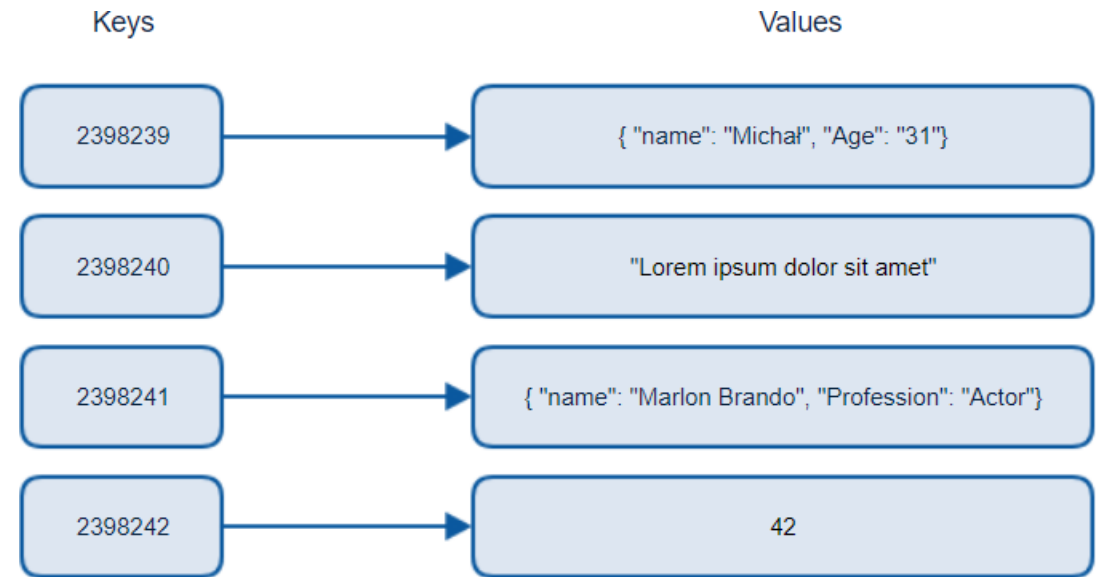 Keys Values
2398239 { "name": "Michał", "Age": "31"}
2398240 "Lorem ipsum dolor sit amet"
2398241 { "name": "Marlon Brando", "Profession": "Actor"}
2398242 42